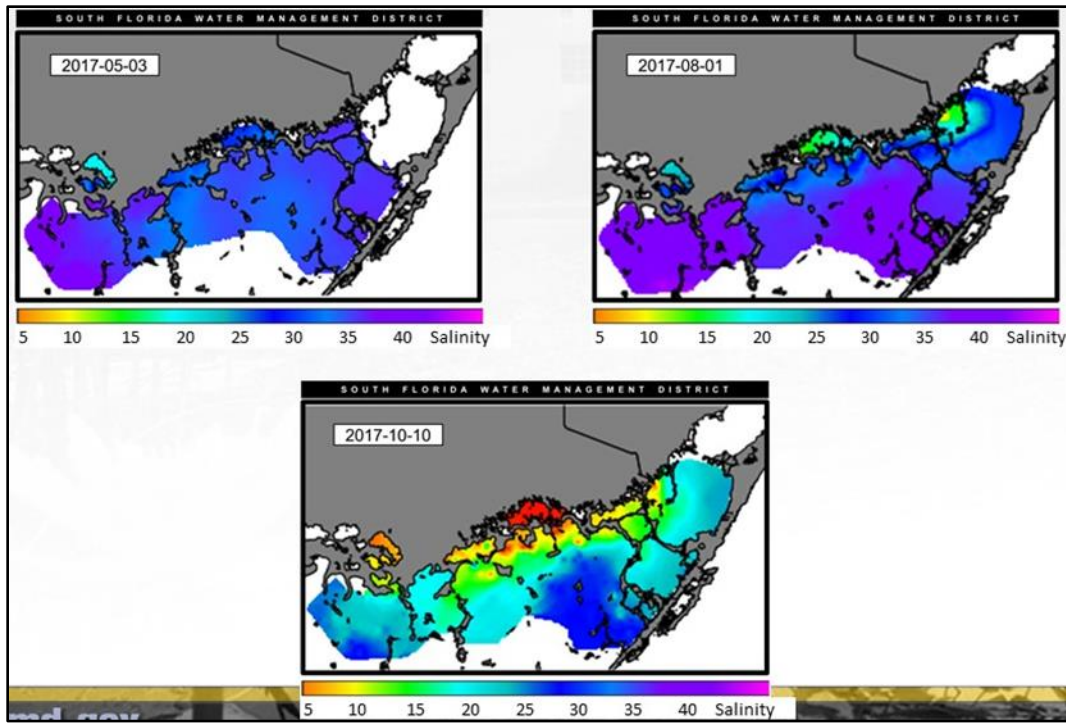 SOUTH FLORIDA WATER MANAGEMENT DISTRICT
2017-05-03
5 10 15 20 25 30 35 40 Salinity
SOUTH FLORIDA WATER MANAGEMENT DISTRICT
2017-08-01
5 10 15 20 25 30 35 40 Salinity
SOUTH FLORIDA WATER MANAGEMENT DISTRICT
2017-10-10
5 10 15 20 25 30 35 40 Salinity
md.gov